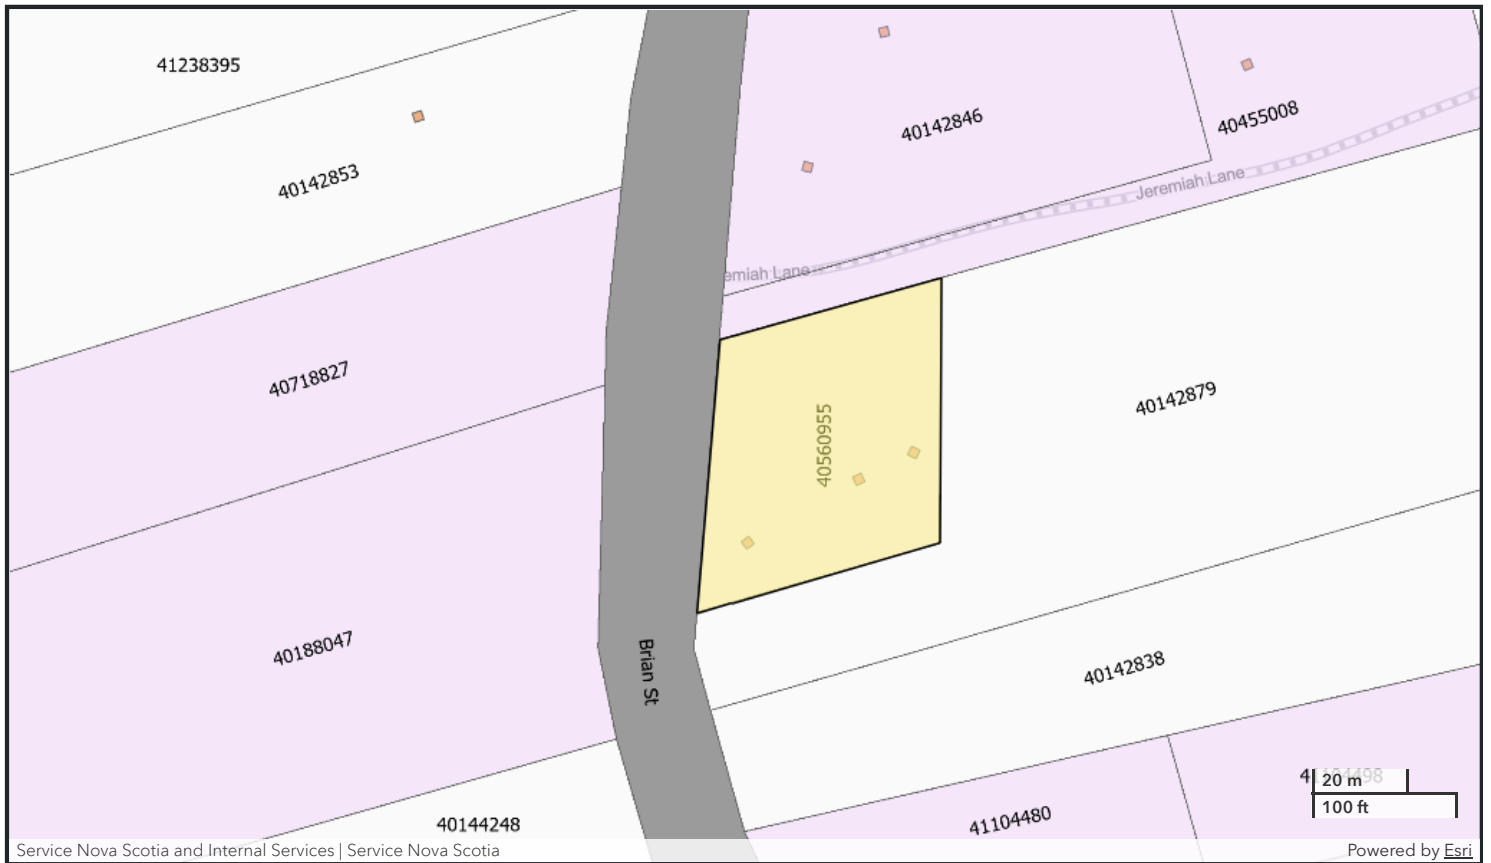 41238395
40142846
40455008
40142853
Jeremiah Lane
emiah Lane
40718827
40142879
40560955
40188047
Brian St
40142838
20 m
100 ft
41104480
40144248
Service Nova Scotia and Internal Services | Service Nova Scotia
Powered by Esri